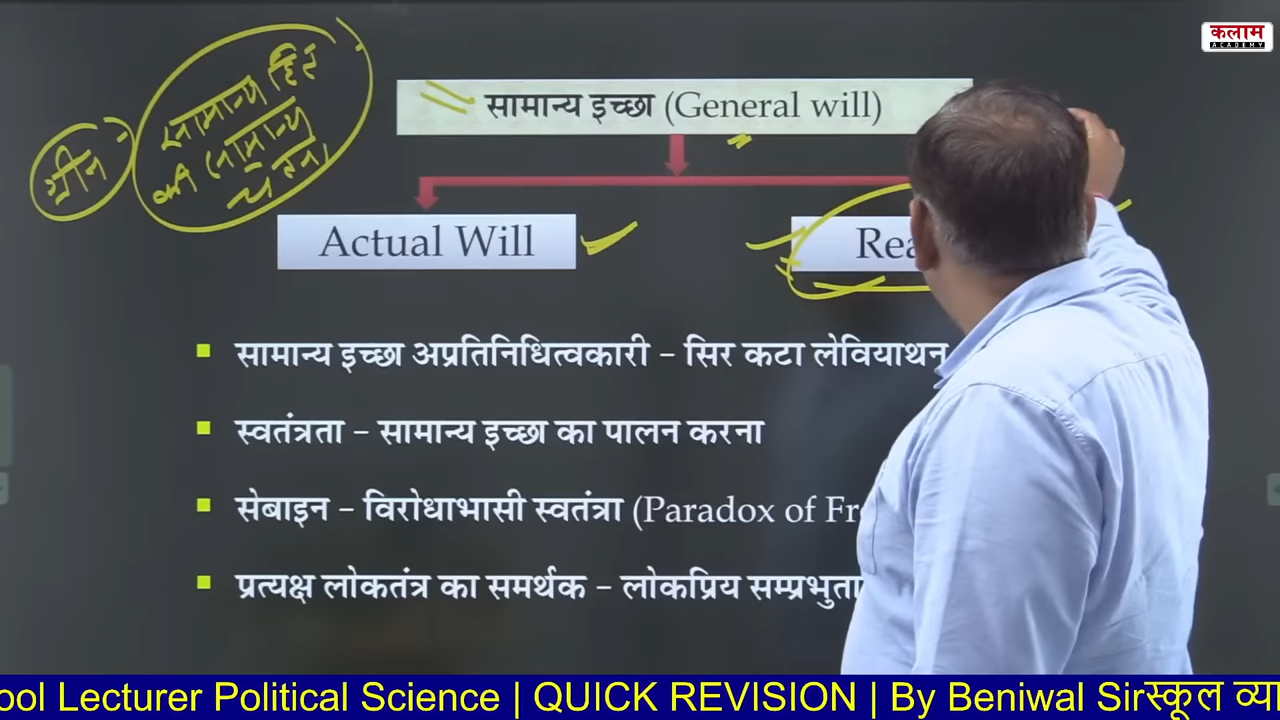 कलाम
ACADEMY
सामान्य हित
की सामान्य
चेतना
ग्रीन
सामान्य इच्छा (General will)
Actual Will
Rea
सामान्य इच्छा अप्रतिनिधित्वकारी – सिर कटा लेवियाथन
स्वतंत्रता – सामान्य इच्छा का पालन करना
सेबाइन – विरोधाभासी स्वतंत्रा (Paradox of Fr
प्रत्यक्ष लोकतंत्र का समर्थक – लोकप्रिय सम्प्रभुता
ool Lecturer Political Science | QUICK REVISION | By Beniwal Sirस्कूल व्या